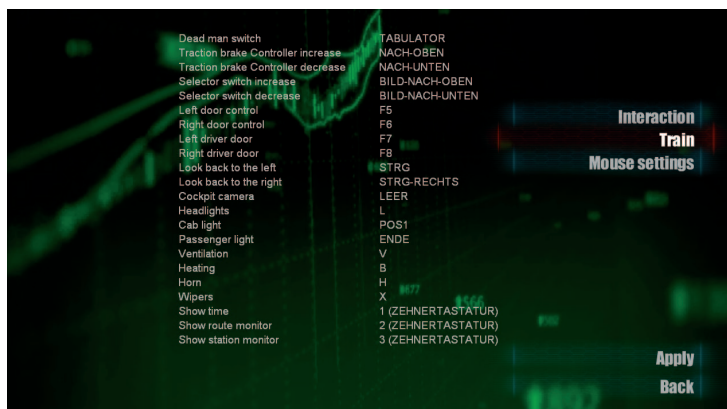 Dead man switch TABULATOR
Traction brake Controller increase NACH-OBEN
Traction brake Controller decrease NACH-UNTEN
Selector switch increase BILD-NACH-OBEN
Selector switch decrease BILD-NACH-UNTEN
Left door control F5
Right door control F6
Left driver door F7
Right driver door F8
Look back to the left STRG
Look back to the right STRG-RECHTS
Cockpit camera LEER
Headlights L
Cab light POS1
Passenger light ENDE
Ventilation V
Heating B
Horn H
Wipers X
Show time 1 (ZEHNERTASTATUR)
Show route monitor 2 (ZEHNERTASTATUR)
Show station monitor 3 (ZEHNERTASTATUR)
Interaction
Train
Mouse settings
$677
$566
Apply
Back